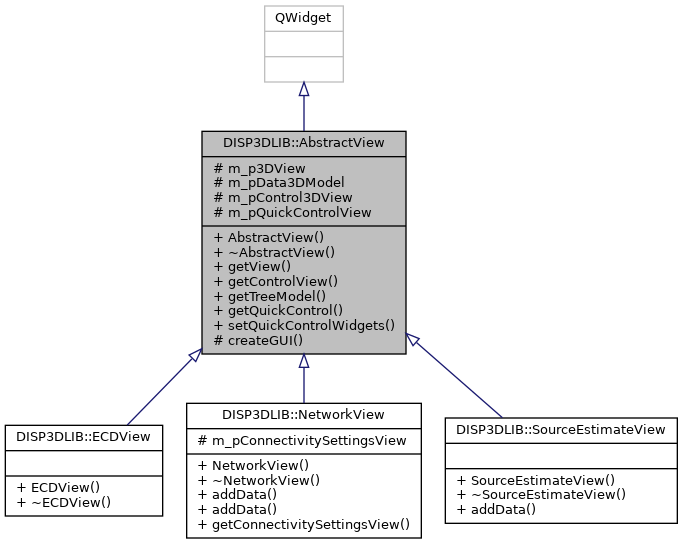 QWidget
DISP3DLIB::AbstractView
# m_p3DView
# m_pData3DModel
# m_pControl3DView
# m_pQuickControlView
+ AbstractView()
+ ~AbstractView()
+ getView()
+ getControlView()
+ getTreeModel()
+ getQuickControl()
+ setQuickControlWidgets()
# createGUI()
DISP3DLIB::ECDView
+ ECDView()
+ ~ECDView()
DISP3DLIB::NetworkView
# m_pConnectivitySettingsView
+ NetworkView()
+ ~NetworkView()
+ addData()
+ addData()
+ getConnectivitySettingsView()
DISP3DLIB::SourceEstimateView
+ SourceEstimateView()
+ ~SourceEstimateView()
+ addData()